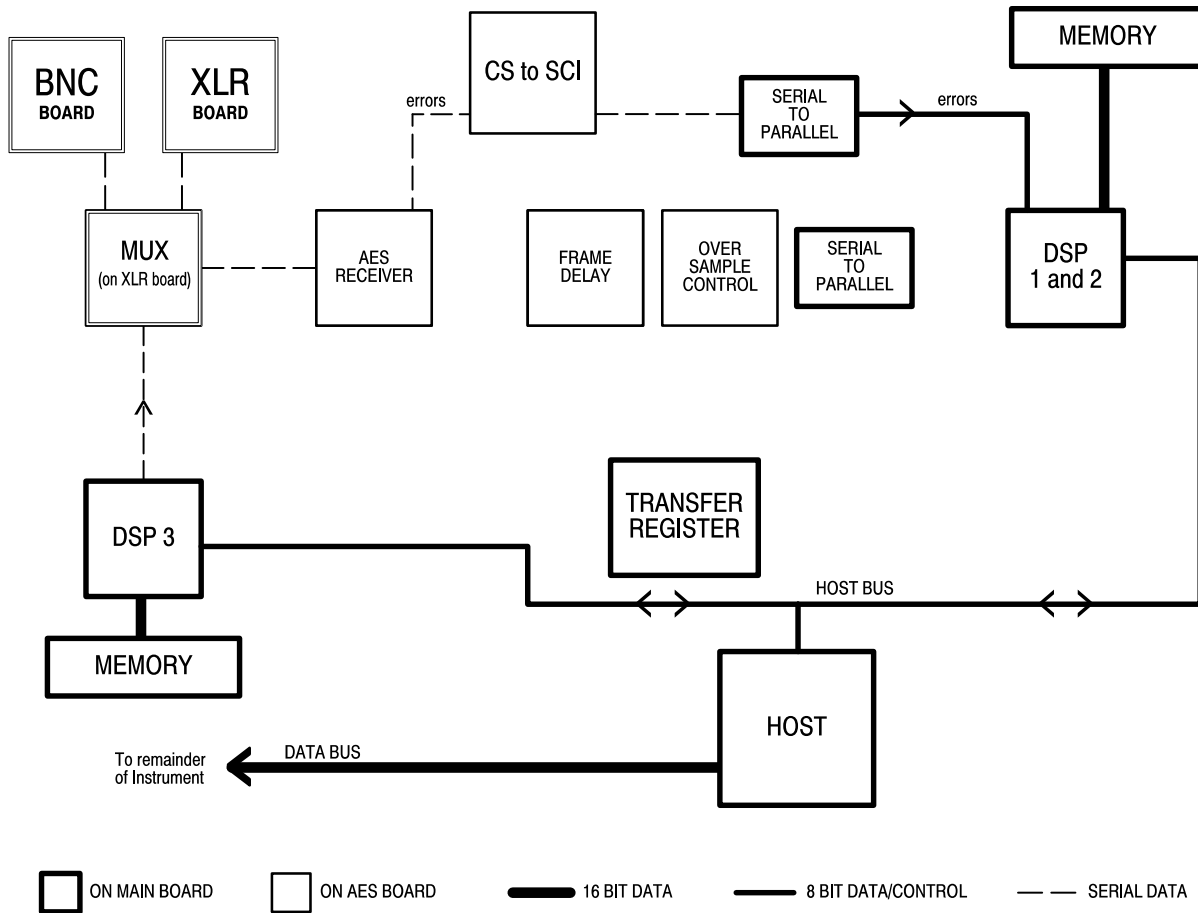 BNC
BOARD
XLR
BOARD
CS to SCI
MEMORY
errors
SERIAL
TO
PARALLEL
errors
MUX
(on XLR board)
AES
RECEIVER
FRAME
DELAY
OVER
SAMPLE
CONTROL
SERIAL
TO
PARALLEL
DSP
1 and 2
DSP 3
TRANSFER
REGISTER
HOST BUS
MEMORY
HOST
To remainder
of Instrument
DATA BUS
ON MAIN BOARD
ON AES BOARD
16 BIT DATA
8 BIT DATA/CONTROL
SERIAL DATA